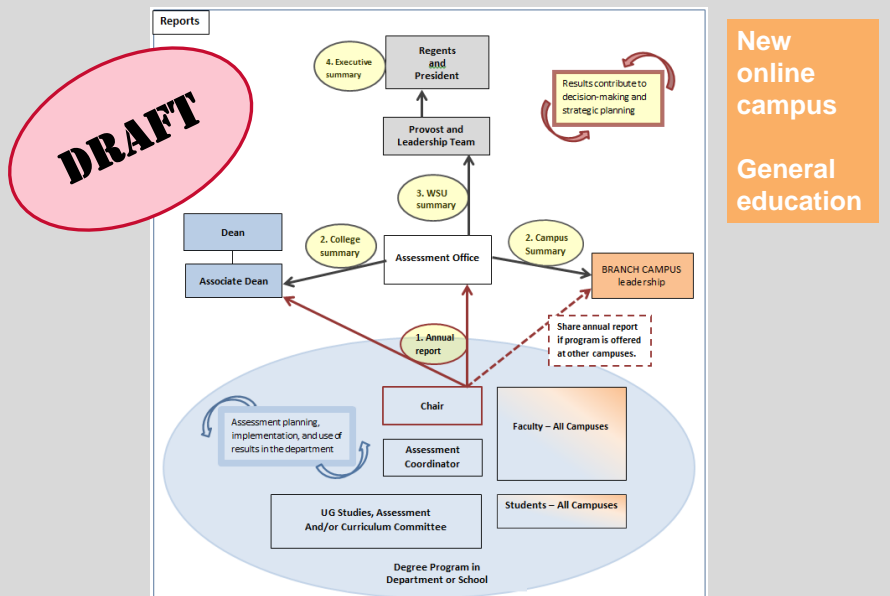 Reports
DRAFT
New
online
campus
General
education
4. Executive
summary
Regents
and
President
Results contribute to
decision-making and
strategic planning
Provost and
Leadership Team
3. WSU
summary
Dean
2. College
summary
Assessment Office
2. Campus
Summary
Associate Dean
BRANCH CAMPUS
leadership
1. Annual
report
Share annual report
if program is offered
at other campuses.
Chair
Faculty – All Campuses
Assessment planning,
implementation, and use of
results in the department
Assessment
Coordinator
UG Studies, Assessment
And/or Curriculum Committee
Students – All Campuses
Degree Program in
Department or School